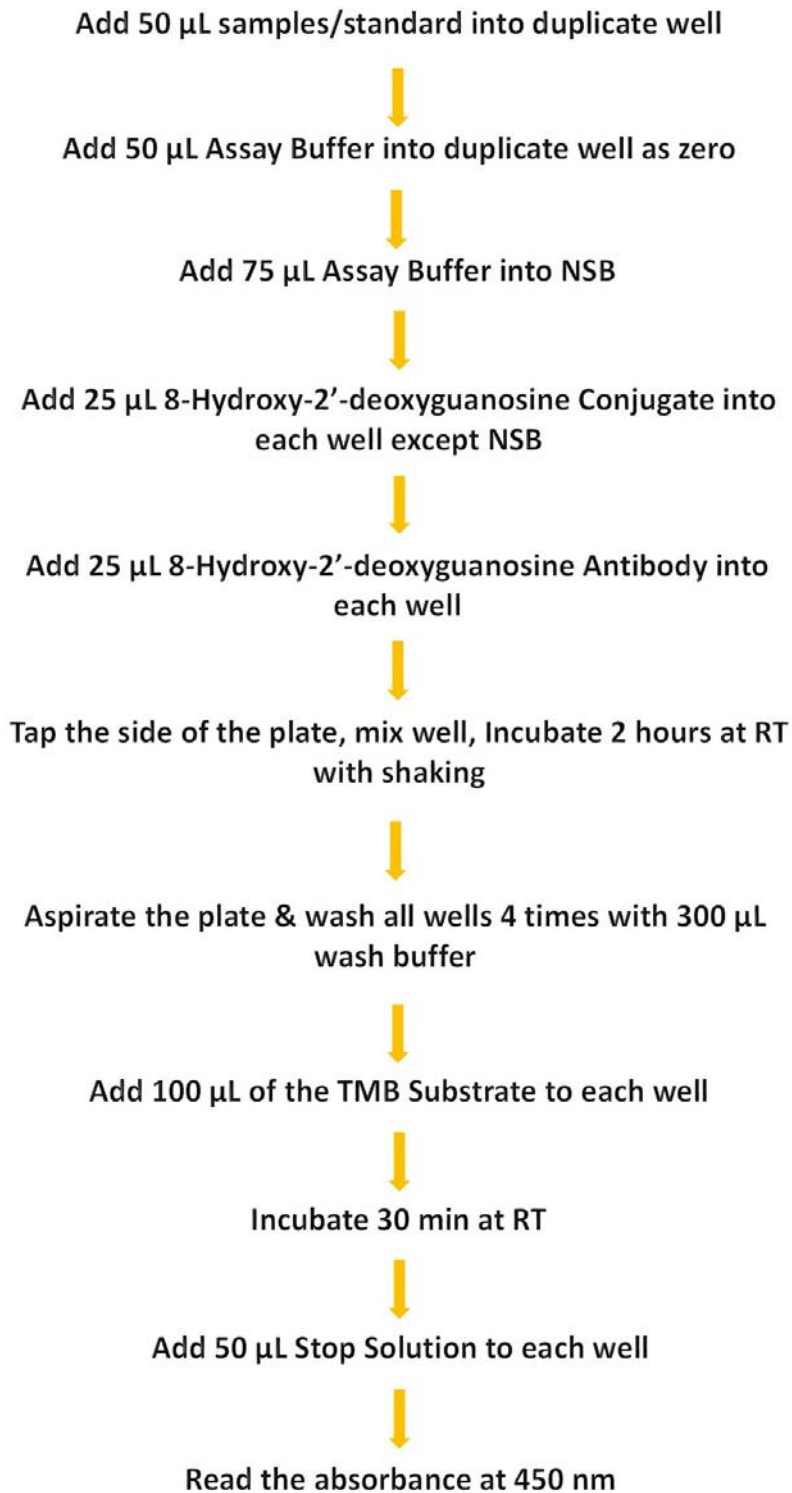 Add 50 µL samples/standard into duplicate well
Add 50 µL Assay Buffer into duplicate well as zero
Add 75 µL Assay Buffer into NSB
Add 25 µL 8-Hydroxy-2’-deoxyguanosine Conjugate into
each well except NSB
Add 25 µL 8-Hydroxy-2’-deoxyguanosine Antibody into
each well
Tap the side of the plate, mix well, Incubate 2 hours at RT
with shaking
Aspirate the plate & wash all wells 4 times with 300 µL
wash buffer
Add 100 µL of the TMB Substrate to each well
Incubate 30 min at RT
Add 50 µL Stop Solution to each well
Read the absorbance at 450 nm